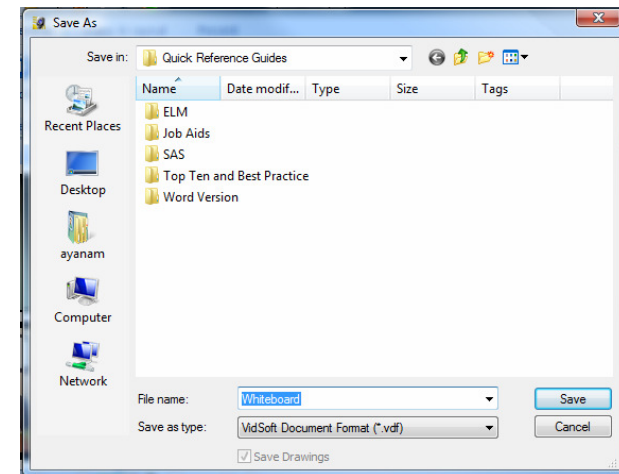 Save As
Save in: Quick Reference Guides
Name Date modif... Type Size Tags
Recent Places
Desktop
ayanam
Computer
Network
ELM
Job Aids
SAS
Top Ten and Best Practice
Word Version
File name: Whiteboard Save
Save as type: VidSoft Document Format (*.vdf) Cancel
Save Drawings